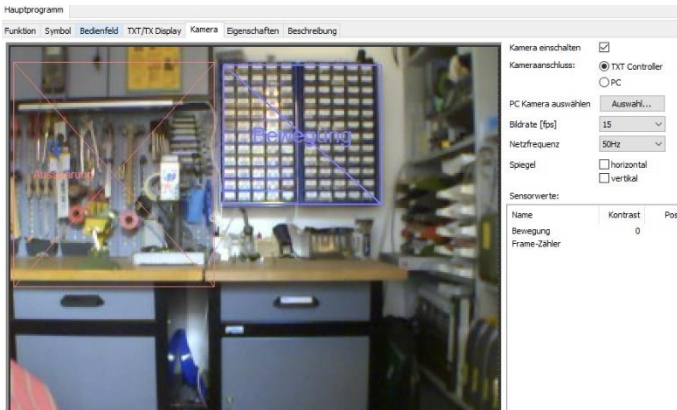 Hauptprogramm
Funktion Symbol Bedienfeld TXT/TX Display Kamera Eigenschaften Beschreibung
Kamera einschalten
Kameraanschluss: TXT Controller
PC
PC Kamera auswählen Auswahl...
Bildrate [fps] 15
Netzfrequenz 50Hz
Spiegel horizontal
vertikal
Sensorwerte:
Name Kontrast Pos
Bewegung 0
Frame-Zähler
Bewegung